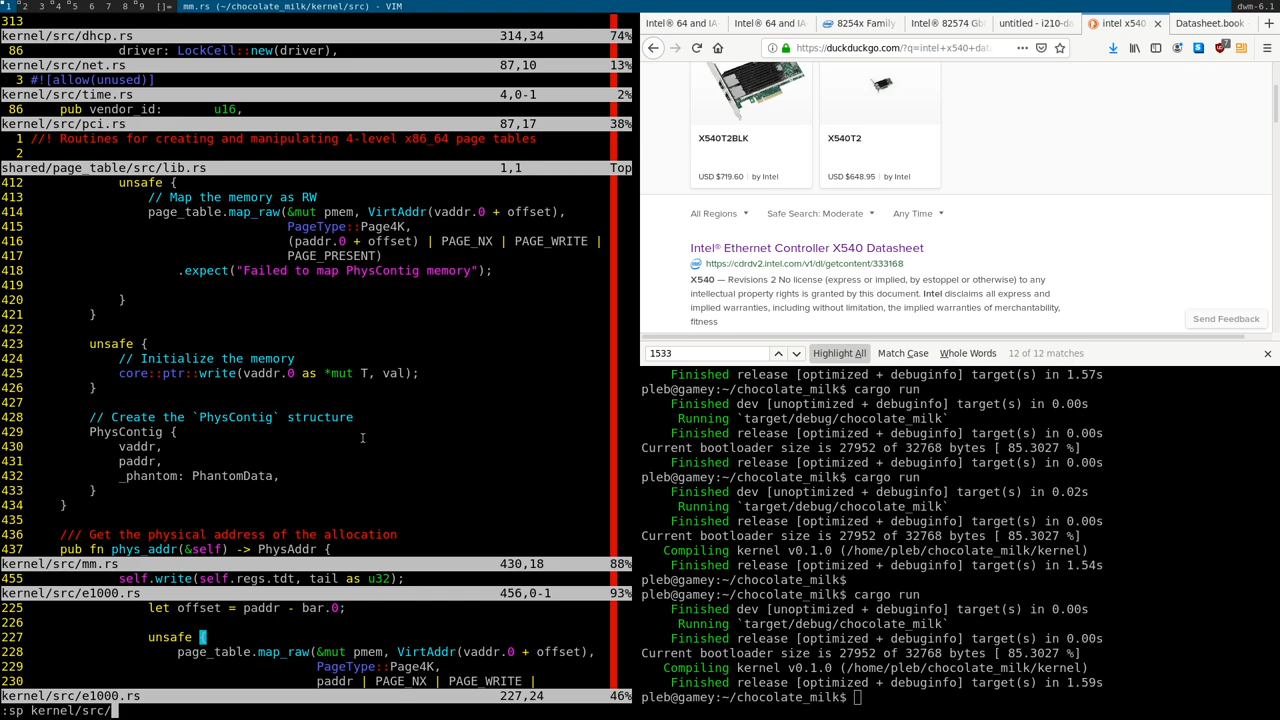 1 2 3 4 5 6 7 8 9 []= mm.rs (~/chocolate_milk/kernel/src) - VIM
dwm-6.1
313
kernel/src/dhcp.rs 314,34 74%
86 driver: LockCell::new(driver),
kernel/src/net.rs 87,10 13%
3 #![allow(unused)]
kernel/src/time.rs 4,0-1 2%
86 pub vendor_id: u16,
kernel/src/pci.rs 87,17 38%
1 //! Routines for creating and manipulating 4-level x86_64 page tables
2
shared/page_table/src/lib.rs 1,1 Top
412 unsafe {
413 // Map the memory as RW
414 page_table.map_raw(&mut pmem, VirtAddr(vaddr.0 + offset),
415 PageType::Page4K,
416 (paddr.0 + offset) | PAGE_NX | PAGE_WRITE |
417 PAGE_PRESENT)
418 .expect("Failed to map PhysContig memory");
419
420 }
421 }
422
423 unsafe {
424 // Initialize the memory
425 core::ptr::write(vaddr.0 as *mut T, val);
426 }
427
428 // Create the `PhysContig` structure
429 PhysContig {
430 vaddr,
431 paddr,
432 _phantom: PhantomData,
433 }
434 }
435
436 /// Get the physical address of the allocation
437 pub fn phys_addr(&self) -> PhysAddr {
kernel/src/mm.rs 430,18 88%
455 self.write(self.regs.tdt, tail as u32);
kernel/src/e1000.rs 456,0-1 93%
225 let offset = paddr - bar.0;
226
227 unsafe {
228 page_table.map_raw(&mut pmem, VirtAddr(vaddr.0 + offset),
229 PageType::Page4K,
230 paddr | PAGE_NX | PAGE_WRITE |
kernel/src/e1000.rs 227,24 46%
:sp kernel/src/
Intel® 64 and IA- Intel® 64 and IA- 8254x Family Intel® 82574 Gb untitled - i210-da intel x540 Datasheet.book -
https://duckduckgo.com/?q=intel+x540+dat
7
X540T2BLK X540T2
USD $719.60 | by Intel USD $648.95 | by Intel
All Regions Safe Search: Moderate Any Time
Intel® Ethernet Controller X540 Datasheet
https://cdrdv2.intel.com/v1/dl/getcontent/333168
X540 — Revisions 2 No license (express or implied, by estoppel or otherwise) to any
intellectual property rights is granted by this document. Intel disclaims all express and
implied warranties, including without limitation, the implied warranties of merchantability,
fitness
Send Feedback
1533 Highlight All Match Case Whole Words 12 of 12 matches
Finished release [optimized + debuginfo] target(s) in 1.57s
pleb@gamey:~/chocolate_milk$ cargo run
Finished dev [unoptimized + debuginfo] target(s) in 0.00s
Running `target/debug/chocolate_milk`
Finished release [optimized + debuginfo] target(s) in 0.00s
Current bootloader size is 27952 of 32768 bytes [ 85.3027 %]
Finished release [optimized + debuginfo] target(s) in 0.00s
pleb@gamey:~/chocolate_milk$ cargo run
Finished dev [unoptimized + debuginfo] target(s) in 0.02s
Running `target/debug/chocolate_milk`
Finished release [optimized + debuginfo] target(s) in 0.00s
Current bootloader size is 27952 of 32768 bytes [ 85.3027 %]
Compiling kernel v0.1.0 (/home/pleb/chocolate_milk/kernel)
Finished release [optimized + debuginfo] target(s) in 1.54s
pleb@gamey:~/chocolate_milk$
pleb@gamey:~/chocolate_milk$ cargo run
Finished dev [unoptimized + debuginfo] target(s) in 0.00s
Running `target/debug/chocolate_milk`
Finished release [optimized + debuginfo] target(s) in 0.00s
Current bootloader size is 27952 of 32768 bytes [ 85.3027 %]
Compiling kernel v0.1.0 (/home/pleb/chocolate_milk/kernel)
Finished release [optimized + debuginfo] target(s) in 1.59s
pleb@gamey:~/chocolate_milk$